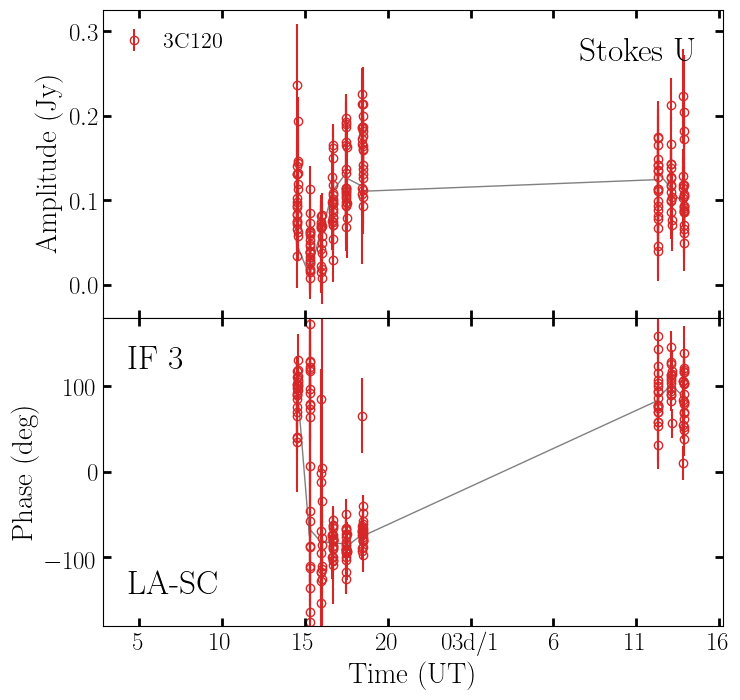 0.3
3C120
Stokes U
0.2
0.1
0.0
Amplitude (Jy)
IF 3
100
0
−100
Phase (deg)
LA-SC
5 10 15 20 03d/1 6 11 16
Time (UT)